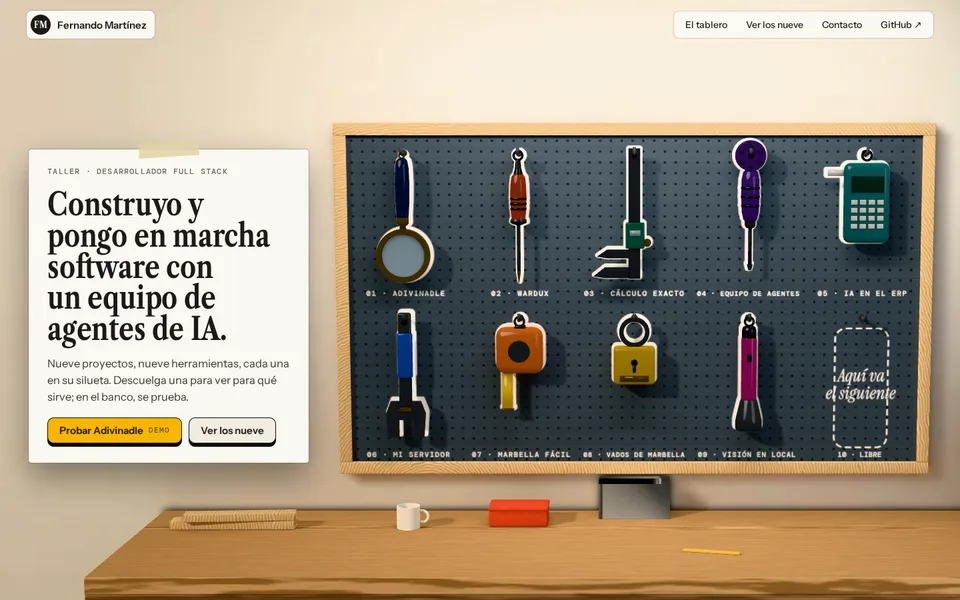 FM Fernando Martínez
El tablero Ver los nueve Contacto GitHub ↗
TALLER · DESARROLLADOR FULL STACK
Construyo y
pongo en marcha
software con
un equipo de
agentes de IA.
Nueve proyectos, nueve herramientas, cada una
en su silueta. Descuelga una para ver para qué
sirve; en el banco, se prueba.
Probar Adivinadle DEMO
Ver los nueve
01 · ADIVINADLE
02 · WARDUX
03 · CÁLCULO EXACTO
04 · EQUIPO DE AGENTES
05 · IA EN EL ERP
Aquí va
el siguiente
06 · MI SERVIDOR
07 · MARBELLA FÁCIL
08 · VADOS DE MARBELLA
09 · VISIÓN EN LOCAL
10 · LIBRE